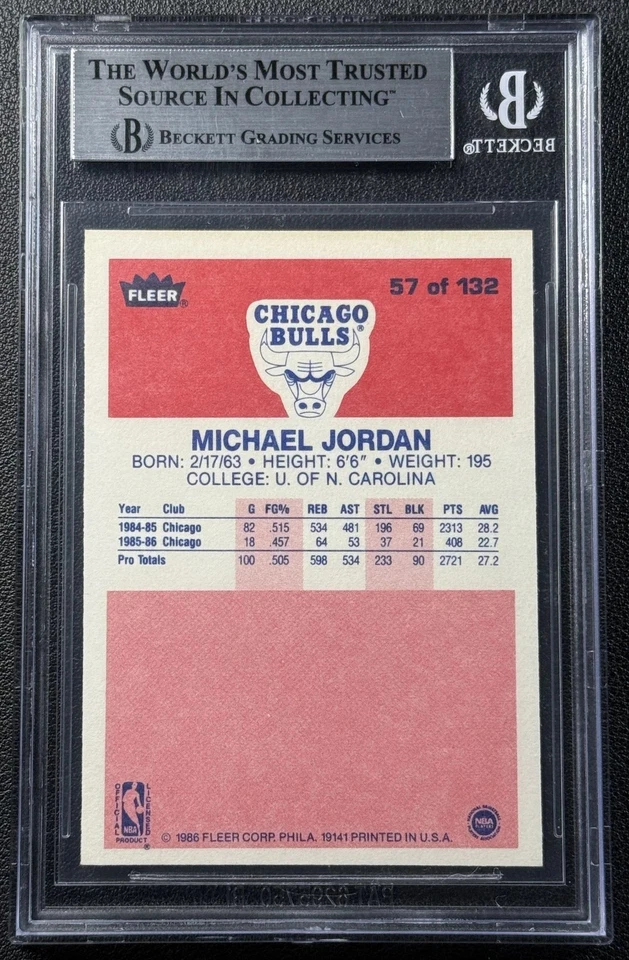 THE WORLD'S MOST TRUSTED
SOURCE IN COLLECTING™
B BECKETT GRADING SERVICES
B
BECKETT®
FLEER®
57 of 132
CHICAGO
BULLS®
MICHAEL JORDAN
BORN: 2/17/63 • HEIGHT: 6'6" • WEIGHT: 195
COLLEGE: U. OF N. CAROLINA
Year Club G FG% REB AST STL BLK PTS AVG
1984-85 Chicago 82 .515 534 481 196 69 2313 28.2
1985-86 Chicago 18 .457 64 53 37 21 408 22.7
Pro Totals 100 .505 598 534 233 90 2721 27.2
OFFICIAL LICENSED
NBA
PRODUCT®
© 1986 FLEER CORP. PHILA. 19141 PRINTED IN U.S.A.
NBA
PLAYERS